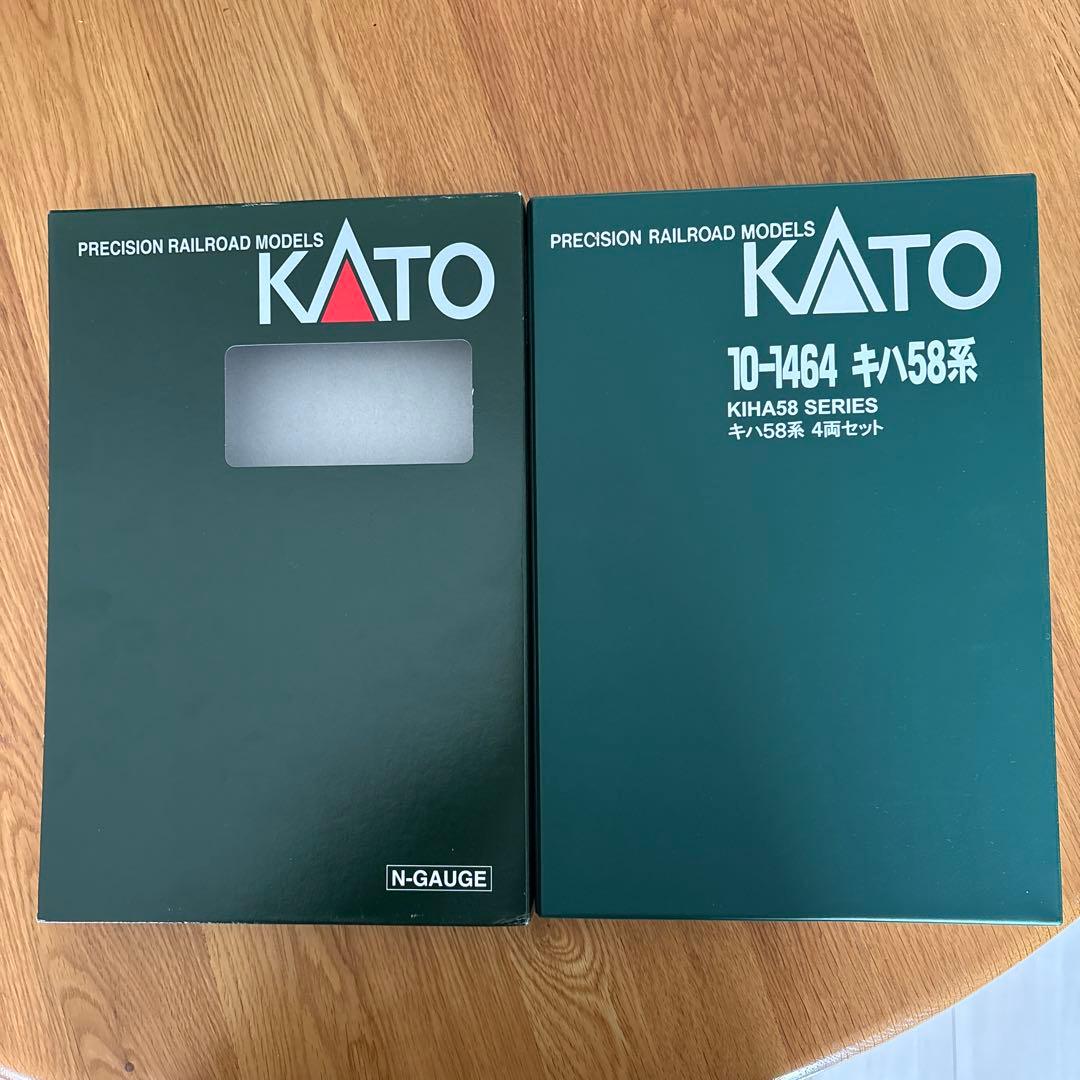 PRECISION RAILROAD MODELS
KATO
N-GAUGE
PRECISION RAILROAD MODELS
KATO
10-1464 キハ58系
KIHA58 SERIES
キハ58系 4両セット